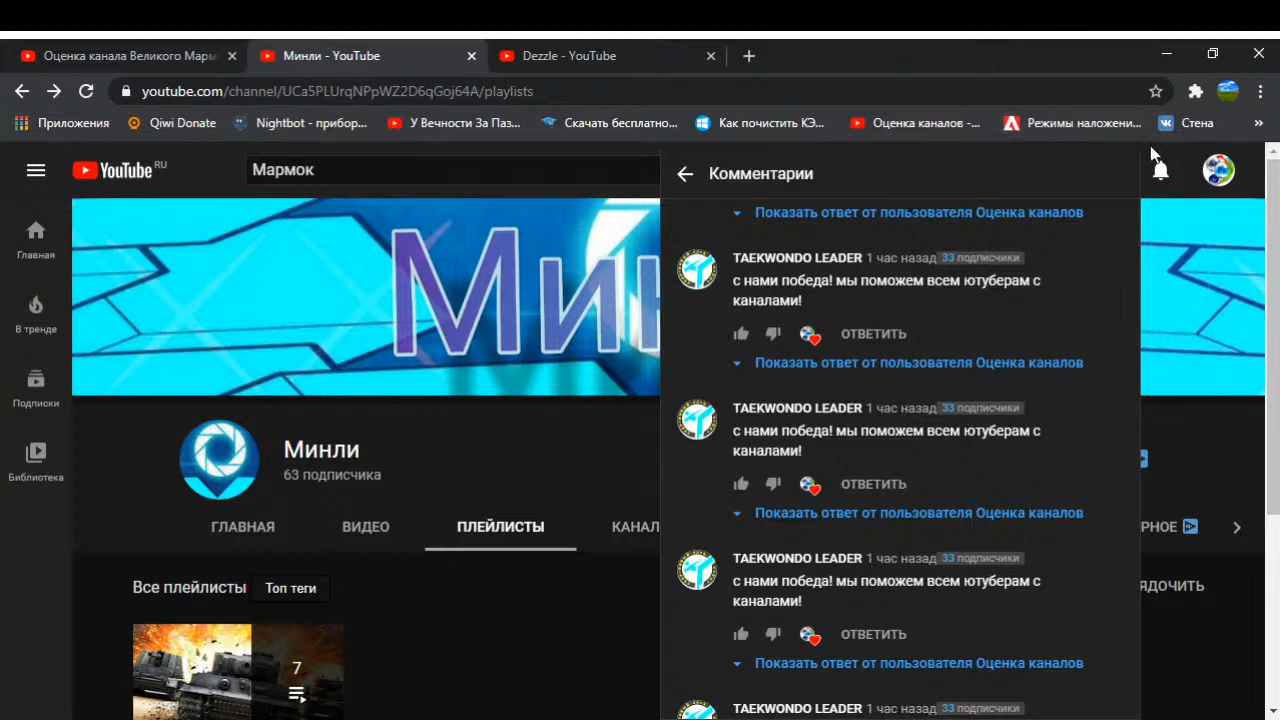 Оценка канала Великого Марм
Минли - YouTube
Dezzle - YouTube
youtube.com/channel/UCa5PLUrqNPpWZ2D6qGoj64A/playlists
Приложения
Qiwi Donate
Nightbot - прибор...
У Вечности За Паз...
Скачать бесплатно...
Как почистить КЭ...
Оценка каналов -...
Режимы наложени...
Стена
»
YouTube RU
Мармок
Комментарии
Главная
В тренде
Подписки
Библиотека
Мин
Минли
63 подписчика
ГЛАВНАЯ
ВИДЕО
ПЛЕЙЛИСТЫ
КАНАЛ
РНОЕ
Все плейлисты
Топ теги
ЯДОЧИТЬ
7
Показать ответ от пользователя Оценка каналов
TAEKWONDO LEADER 1 час назад 33 подписчики
с нами победа! мы поможем всем ютуберам с
каналами!
ОТВЕТИТЬ
Показать ответ от пользователя Оценка каналов
TAEKWONDO LEADER 1 час назад 33 подписчики
с нами победа! мы поможем всем ютуберам с
каналами!
ОТВЕТИТЬ
Показать ответ от пользователя Оценка каналов
TAEKWONDO LEADER 1 час назад 33 подписчики
с нами победа! мы поможем всем ютуберам с
каналами!
ОТВЕТИТЬ
Показать ответ от пользователя Оценка каналов
TAEKWONDO LEADER 1 час назад 33 подписчики